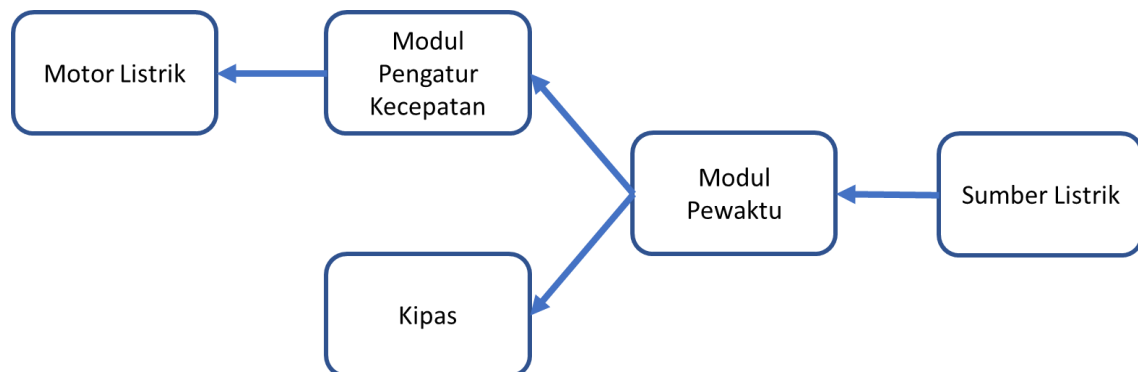 Motor Listrik
Modul
Pengatur
Kecepatan
Modul
Pewaktu
Sumber Listrik
Kipas